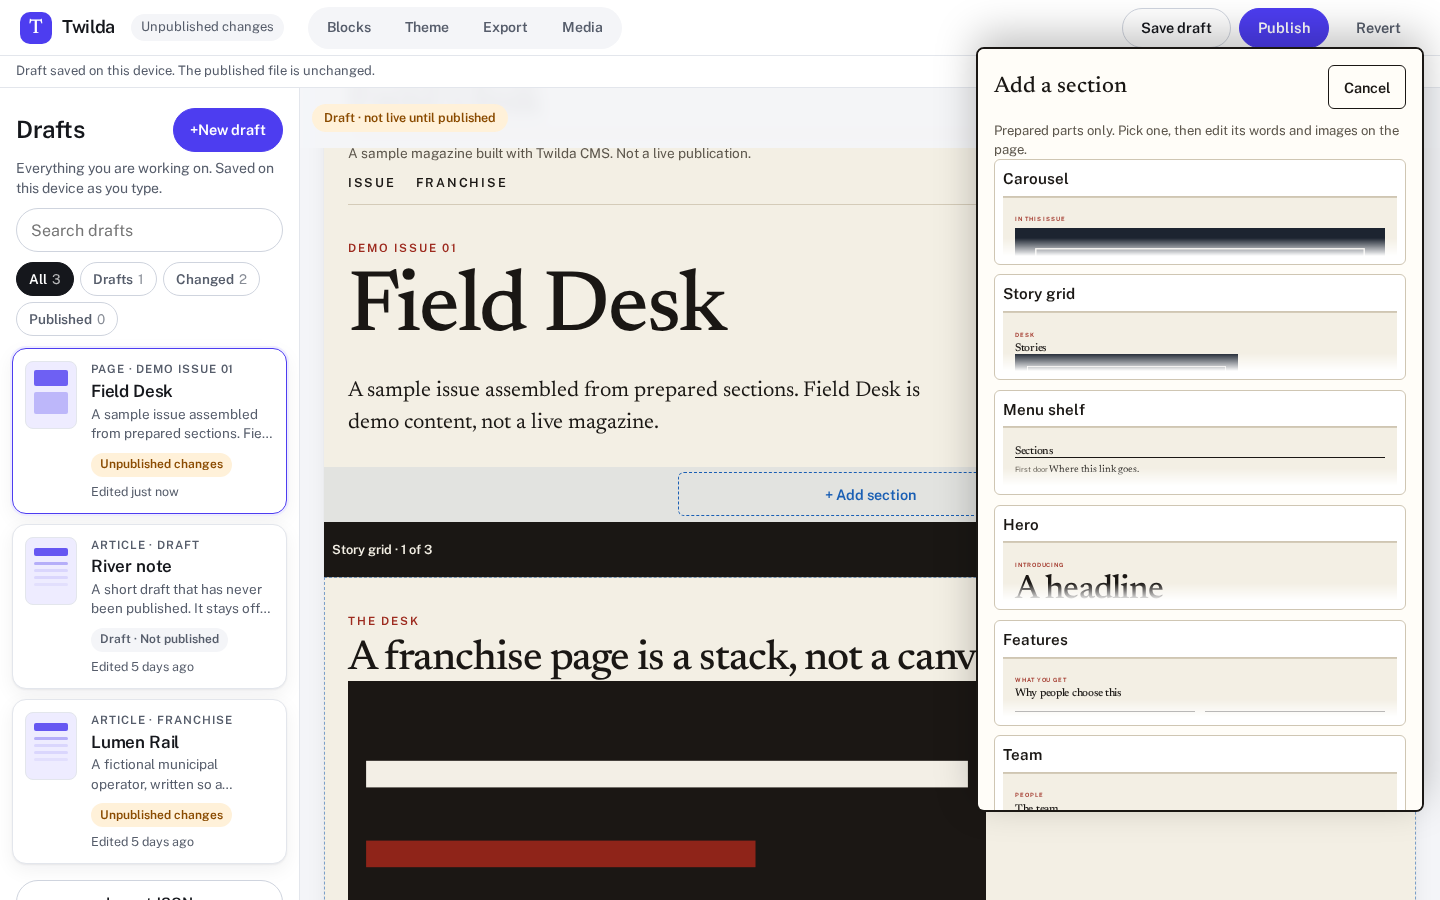 T Twilda Unpublished changes Blocks Theme Export Media Save draft Publish Revert
Draft saved on this device. The published file is unchanged.
Drafts
+New draft
Everything you are working on. Saved on
this device as you type.
Search drafts
All 3 Drafts 1 Changed 2
Published 0
PAGE · DEMO ISSUE 01
Field Desk
A sample issue assembled
from prepared sections. Fie...
Unpublished changes
Edited just now
ARTICLE · DRAFT
River note
A short draft that has never
been published. It stays off...
Draft · Not published
Edited 5 days ago
ARTICLE · FRANCHISE
Lumen Rail
A fictional municipal
operator, written so a...
Unpublished changes
Edited 5 days ago
Draft · not live until published
A sample magazine built with Twilda CMS. Not a live publication.
ISSUE FRANCHISE
DEMO ISSUE 01
Field Desk
A sample issue assembled from prepared sections. Field Desk is
demo content, not a live magazine.
+ Add section
Story grid · 1 of 3
THE DESK
A franchise page is a stack, not a canv
Add a section
Cancel
Prepared parts only. Pick one, then edit its words and images on the
page.
Carousel
IN THIS ISSUE
Story grid
DESK
Stories
Menu shelf
Sections
First door Where this link goes.
Hero
INTRODUCING
A headline
Features
WHAT YOU GET
Why people choose this
Team
PEOPLE
The team